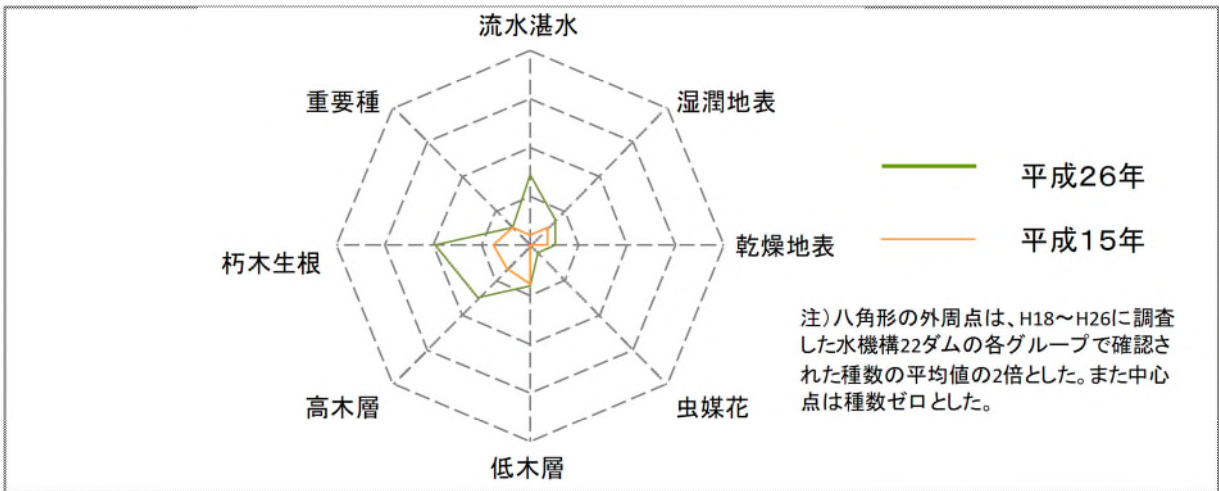 流水湛水
重要種
湿潤地表
平成26年
平成15年
朽木生根
乾燥地表
注)八角形の外周点は、H18～H26に調査
した水機構22ダムの各グループで確認さ
れた種数の平均値の2倍とした。また中心
点は種数ゼロとした。
高木層
虫媒花
低木層